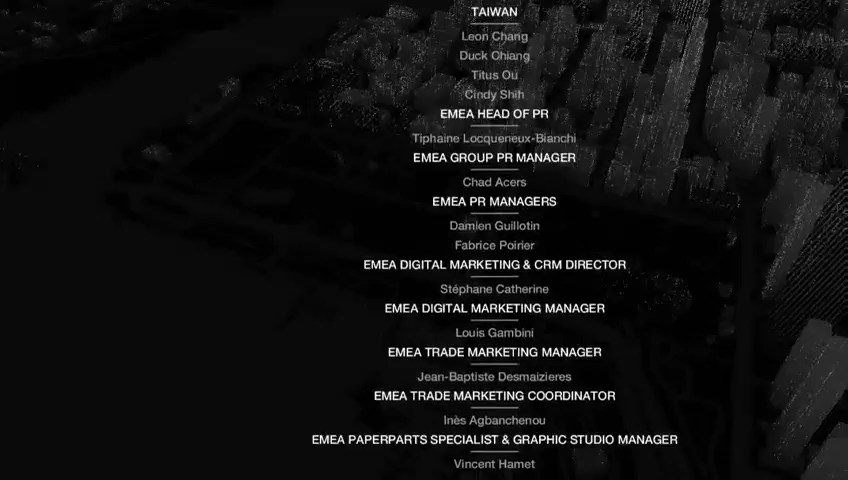 TAIWAN
Leon Chang
Duck Chiang
Titus Ou
Cindy Shih
EMEA HEAD OF PR
Tiphaine Locqueneux-Bianchi
EMEA GROUP PR MANAGER
Chad Acers
EMEA PR MANAGERS
Damien Guillotin
Fabrice Poirier
EMEA DIGITAL MARKETING & CRM DIRECTOR
Stéphane Catherine
EMEA DIGITAL MARKETING MANAGER
Louis Gambini
EMEA TRADE MARKETING MANAGER
Jean-Baptiste Desmaizieres
EMEA TRADE MARKETING COORDINATOR
Inès Agbanchenou
EMEA PAPERPARTS SPECIALIST & GRAPHIC STUDIO MANAGER
Vincent Hamet